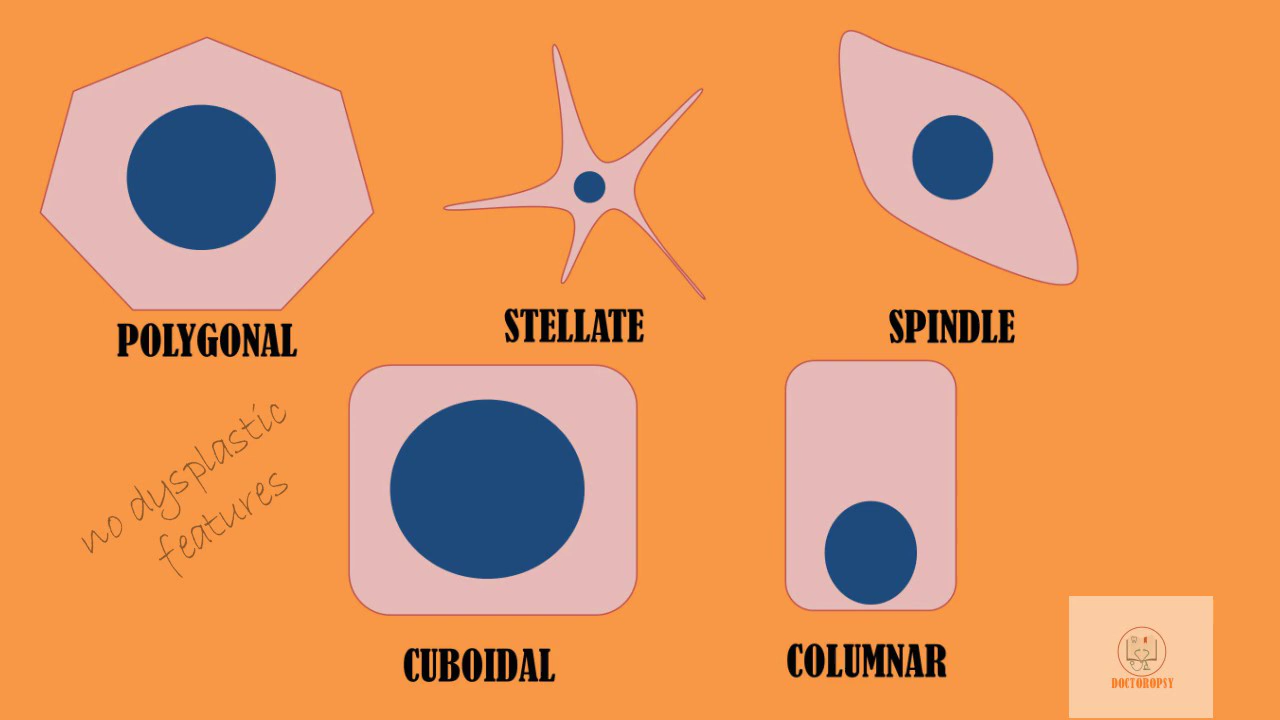 POLYGONAL
STELLATE
SPINDLE
no dysplastic
features
CUBOIDAL
COLUMNAR
DOCTOROPSY